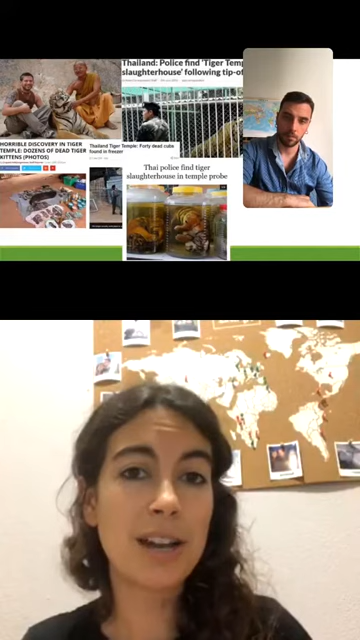 Thailand: Police find 'Tiger Temp
slaughterhouse' following tip-of
HORRIBLE DISCOVERY IN TIGER
TEMPLE: DOZENS OF DEAD TIGER
KITTENS (PHOTOS)
Thailand Tiger Temple: Forty dead cubs
found in freezer
Thai police find tiger
slaughterhouse in temple probe